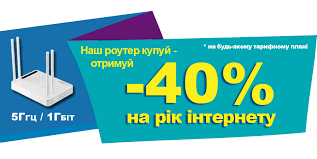 Наш роутер купуй -
отримуй
* на будь-якому тарифному плані
-40%
на рік інтернету
5Ггц / 1Гбіт